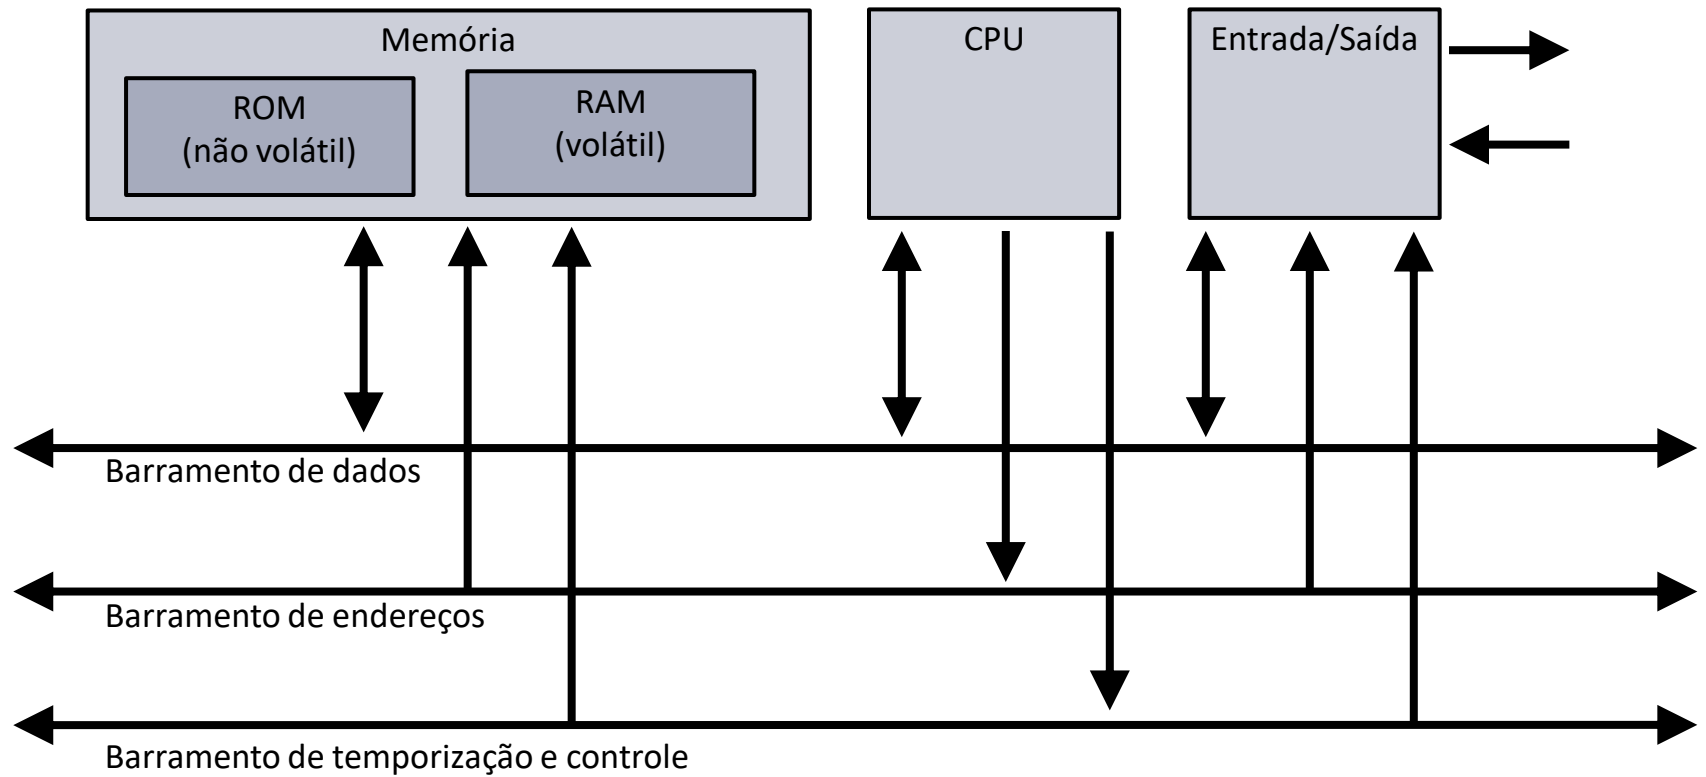 Memória
ROM
(não volátil)
RAM
(volátil)
CPU
Entrada/Saída
Barramento de dados
Barramento de endereços
Barramento de temporização e controle